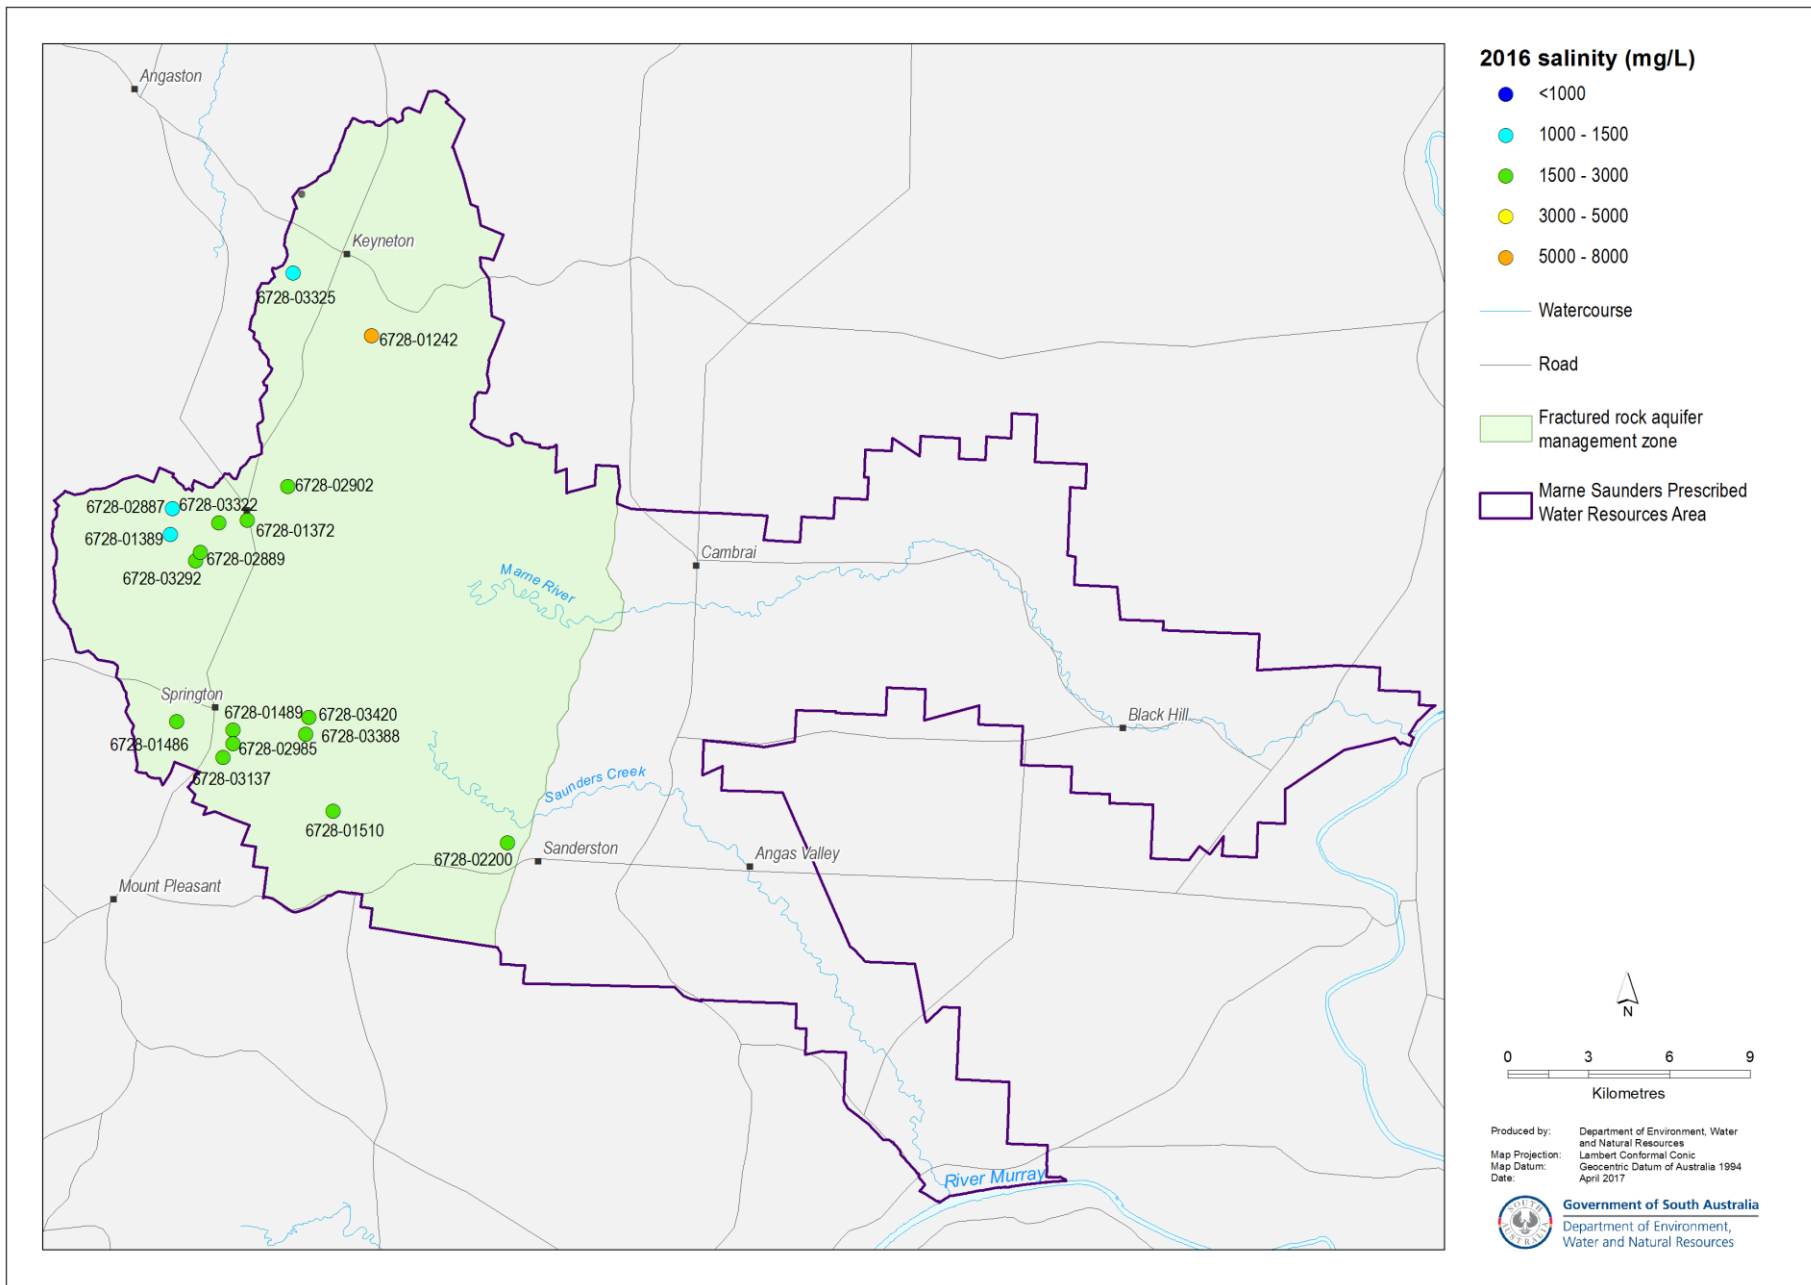 Angaston
Keyneton
6728-03325
6728-01242
6728-02902
6728-02887
6728-03322
6728-01372
6728-01389
6728-02889
6728-03292
Marne River
Cambrai
Springton
6728-01489
6728-03420
6728-03388
6728-01486
6728-02985
6728-03137
Black Hill
Saunders Creek
6728-01510
6728-02200
Sanderston
Angas Valley
Mount Pleasant
River Murray
2016 salinity (mg/L)
<1000
1000 - 1500
1500 - 3000
3000 - 5000
5000 - 8000
Watercourse
Road
Fractured rock aquifer
management zone
Marne Saunders Prescribed
Water Resources Area
N
0 3 6 9
Kilometres
Produced by: Department of Environment, Water
and Natural Resources
Map Projection: Lambert Conformal Conic
Map Datum: Geocentric Datum of Australia 1994
Date: April 2017
SOUTH AUSTRALIA
Government of South Australia
Department of Environment,
Water and Natural Resources